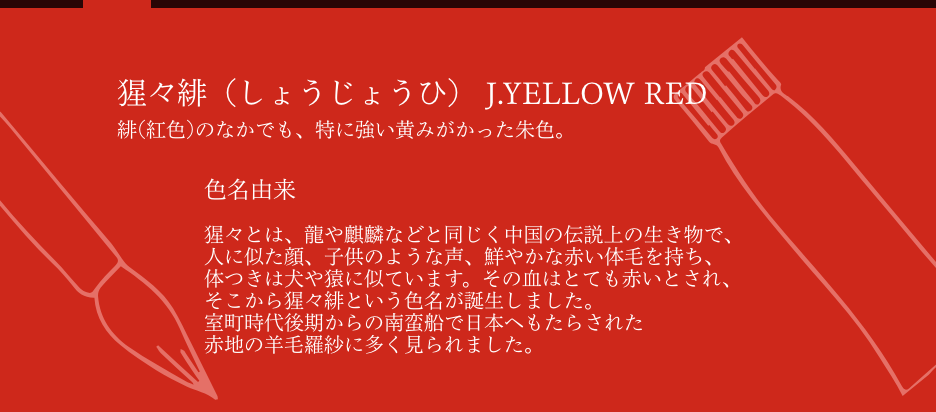 猩々緋（しょうじょうひ） J.YELLOW RED
緋(紅色)のなかでも、特に強い黄みがかった朱色。
色名由来
猩々とは、龍や麒麟などと同じく中国の伝説上の生き物で、
人に似た顔、子供のような声、鮮やかな赤い体毛を持ち、
体つきは犬や猿に似ています。その血はとても赤いとされ、
そこから猩々緋という色名が誕生しました。
室町時代後期からの南蛮船で日本へもたらされた
赤地の羊毛羅紗に多く見られました。